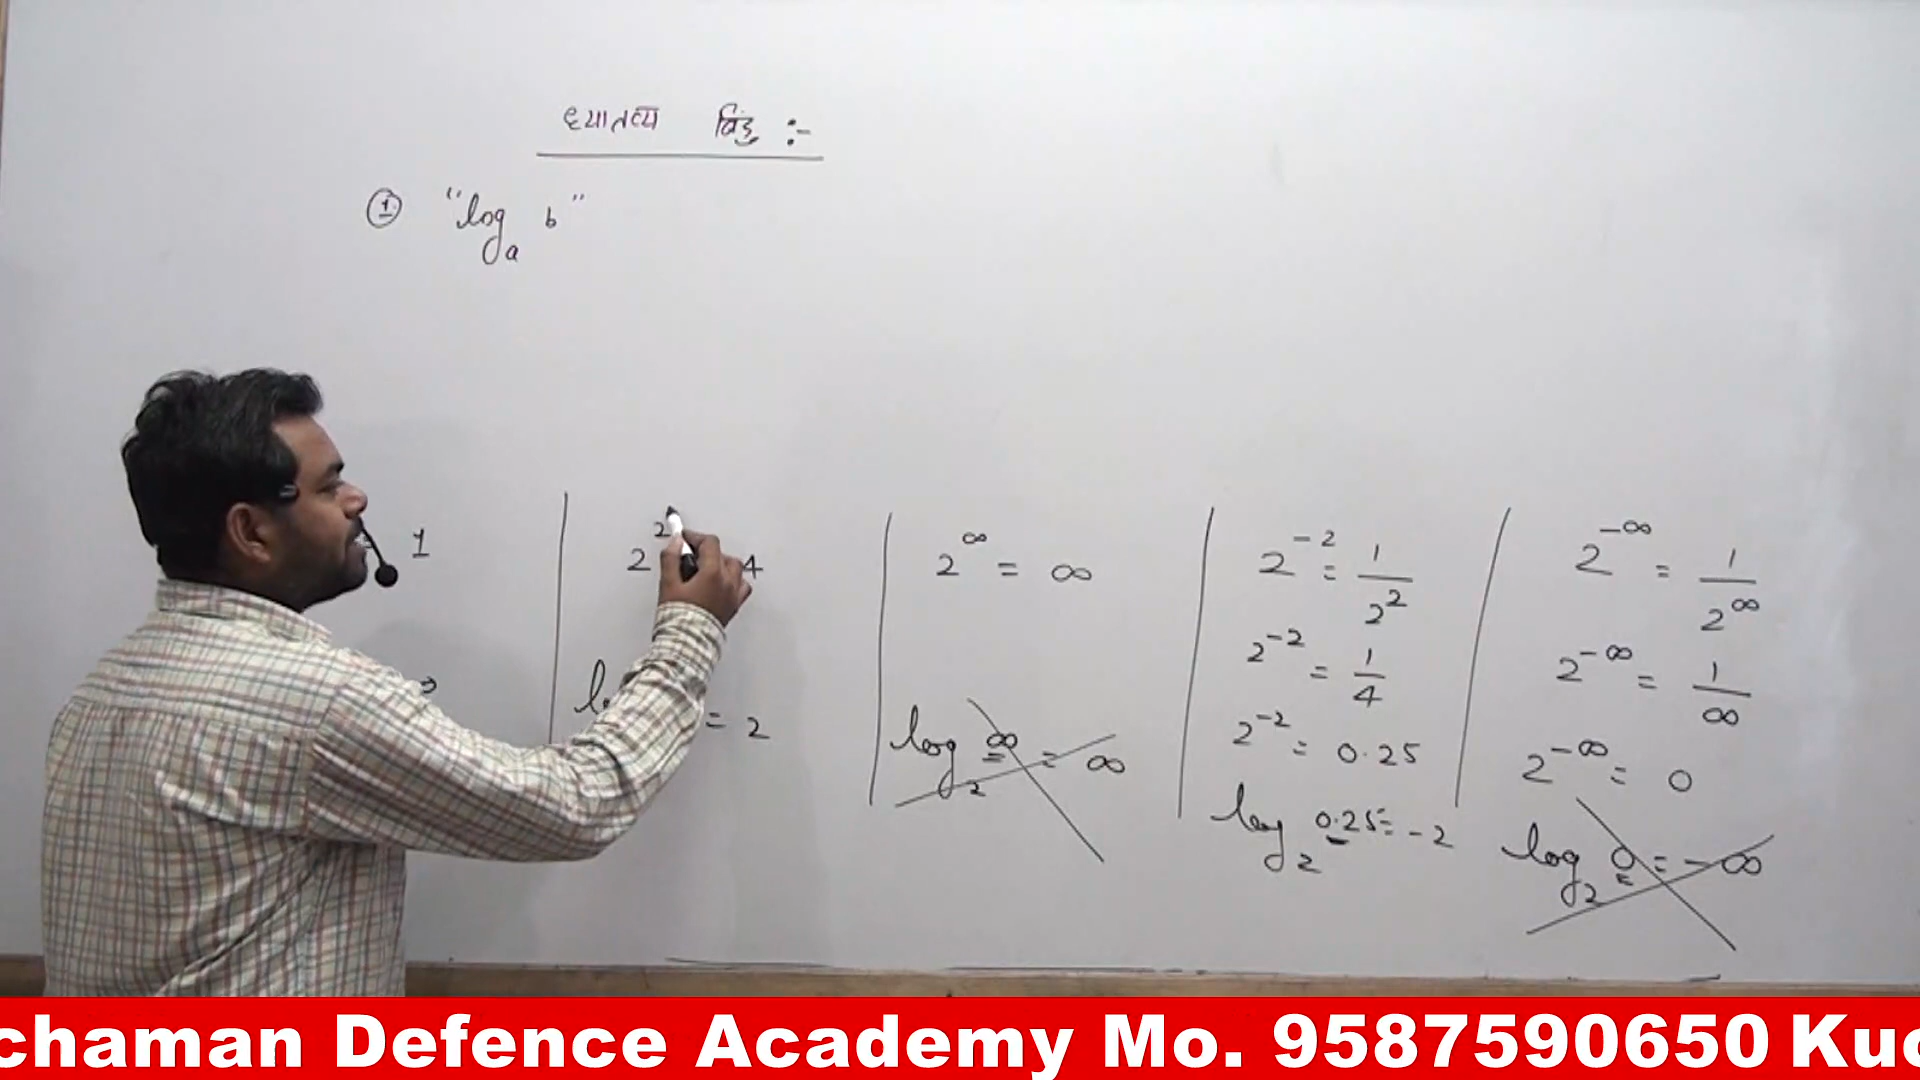 ध्यातव्य बिंदु :-
① "log_a b"
1
2^2 4
= 2
2^∞ = ∞
log_2 ∞ = ∞
2^-2 = 1/2^2
2^-2 = 1/4
2^-2 = 0.25
log_2 0.25 = -2
2^-∞ = 1/2^∞
2^-∞ = 1/∞
2^-∞ = 0
log_2 0 = -∞
chaman Defence Academy Mo. 9587590650 Kuc